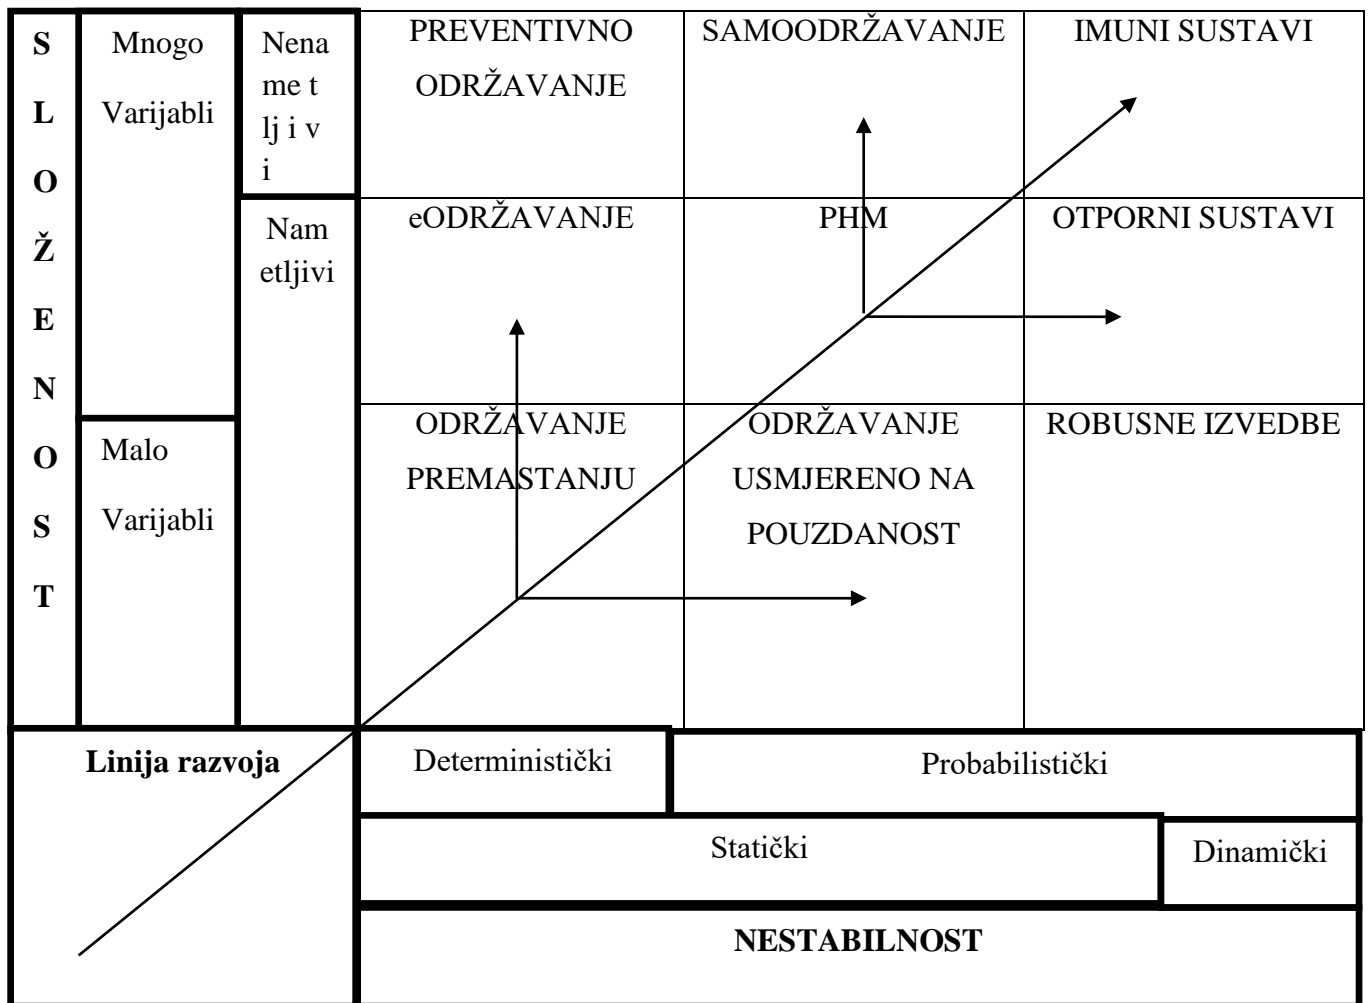 S
L
O
Ž
E
N
O
S
T
Mnogo
Varijabli
Malo
Varijabli
Nena
me t
lj i v
i
Nam
etljivi
PREVENTIVNO
ODRŽAVANJE
SAMOODRŽAVANJE
IMUNI SUSTAVI
eODRŽAVANJE
PHM
OTPORNI SUSTAVI
ODRŽAVANJE
PREMASTANJU
ODRŽAVANJE
USMJERENO NA
POUZDANOST
ROBUSNE IZVEDBE
Linija razvoja
Deterministički
Probabilistički
Statički
Dinamički
NESTABILNOST